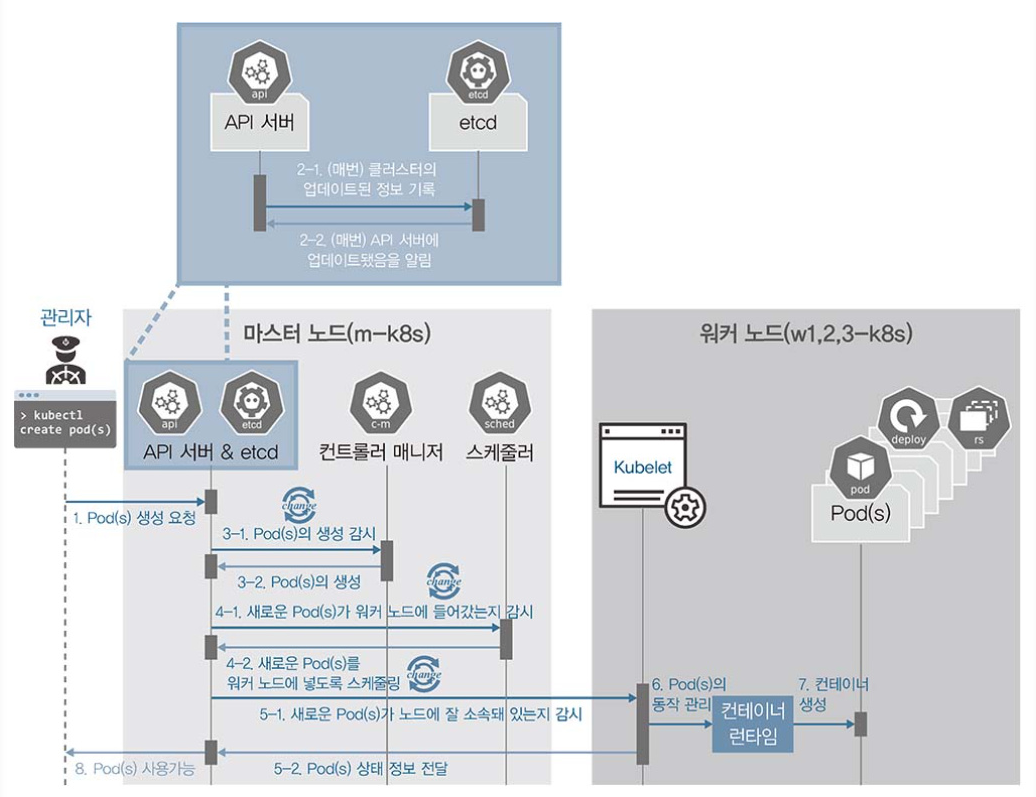 api
etcd
API 서버
etcd
2-1. (매번) 클러스터의
업데이트된 정보 기록
2-2. (매번) API 서버에
업데이트됐음을 알림
관리자
마스터 노드(m-k8s)
워커 노드(w1,2,3-k8s)
> kubectl
create pod(s)
api
etcd
c-m
sched
API 서버 & etcd
컨트롤러 매니저
스케줄러
Kubelet
deploy
rs
pod
Pod(s)
1. Pod(s) 생성 요청
change
3-1. Pod(s)의 생성 감시
3-2. Pod(s)의 생성
change
4-1. 새로운 Pod(s)가 워커 노드에 들어갔는지 감시
4-2. 새로운 Pod(s)를
워커 노드에 넣도록 스케줄링
change
5-1. 새로운 Pod(s)가 노드에 잘 소속돼 있는지 감시
6. Pod(s)의
동작 관리
컨테이너
런타임
7. 컨테이너
생성
8. Pod(s) 사용가능
5-2. Pod(s) 상태 정보 전달